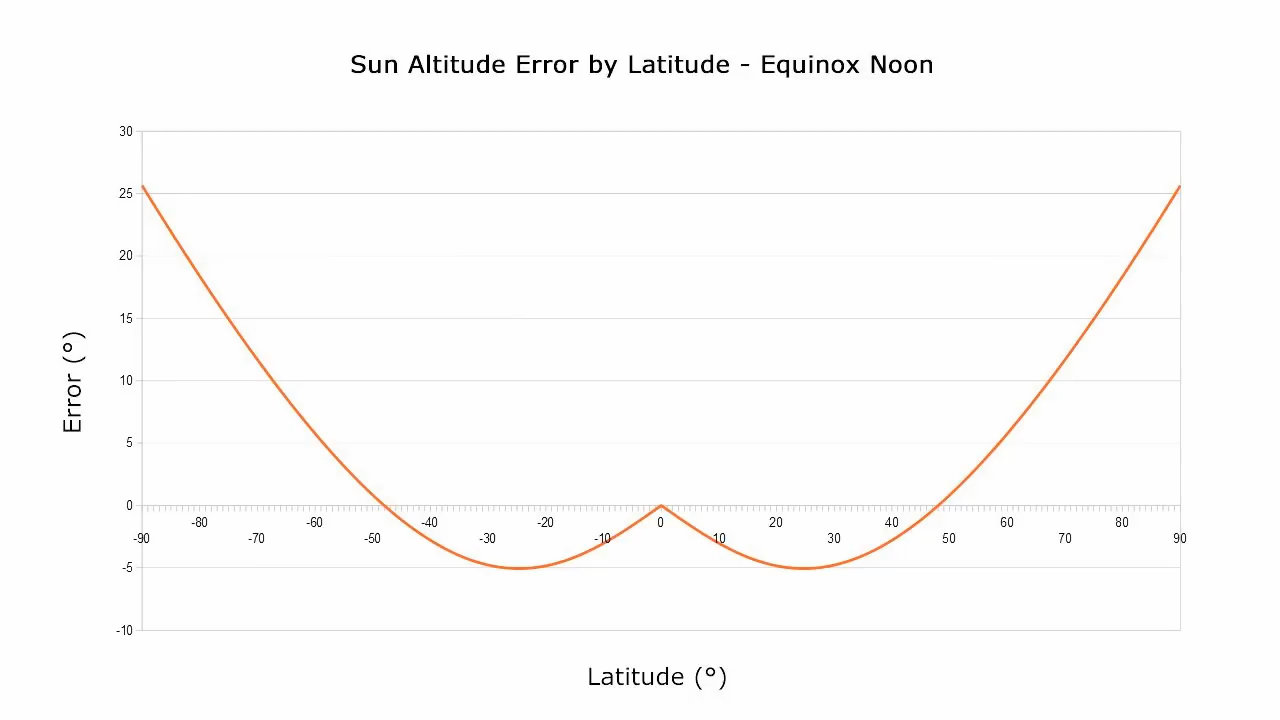 Sun Altitude Error by Latitude - Equinox Noon
30
25
20
15
10
5
0
-5
-10
Error (°)
-80 -60 -40 -20 0 20 40 60 80
-90 -70 -50 -30 -10 10 30 50 70 90
Latitude (°)